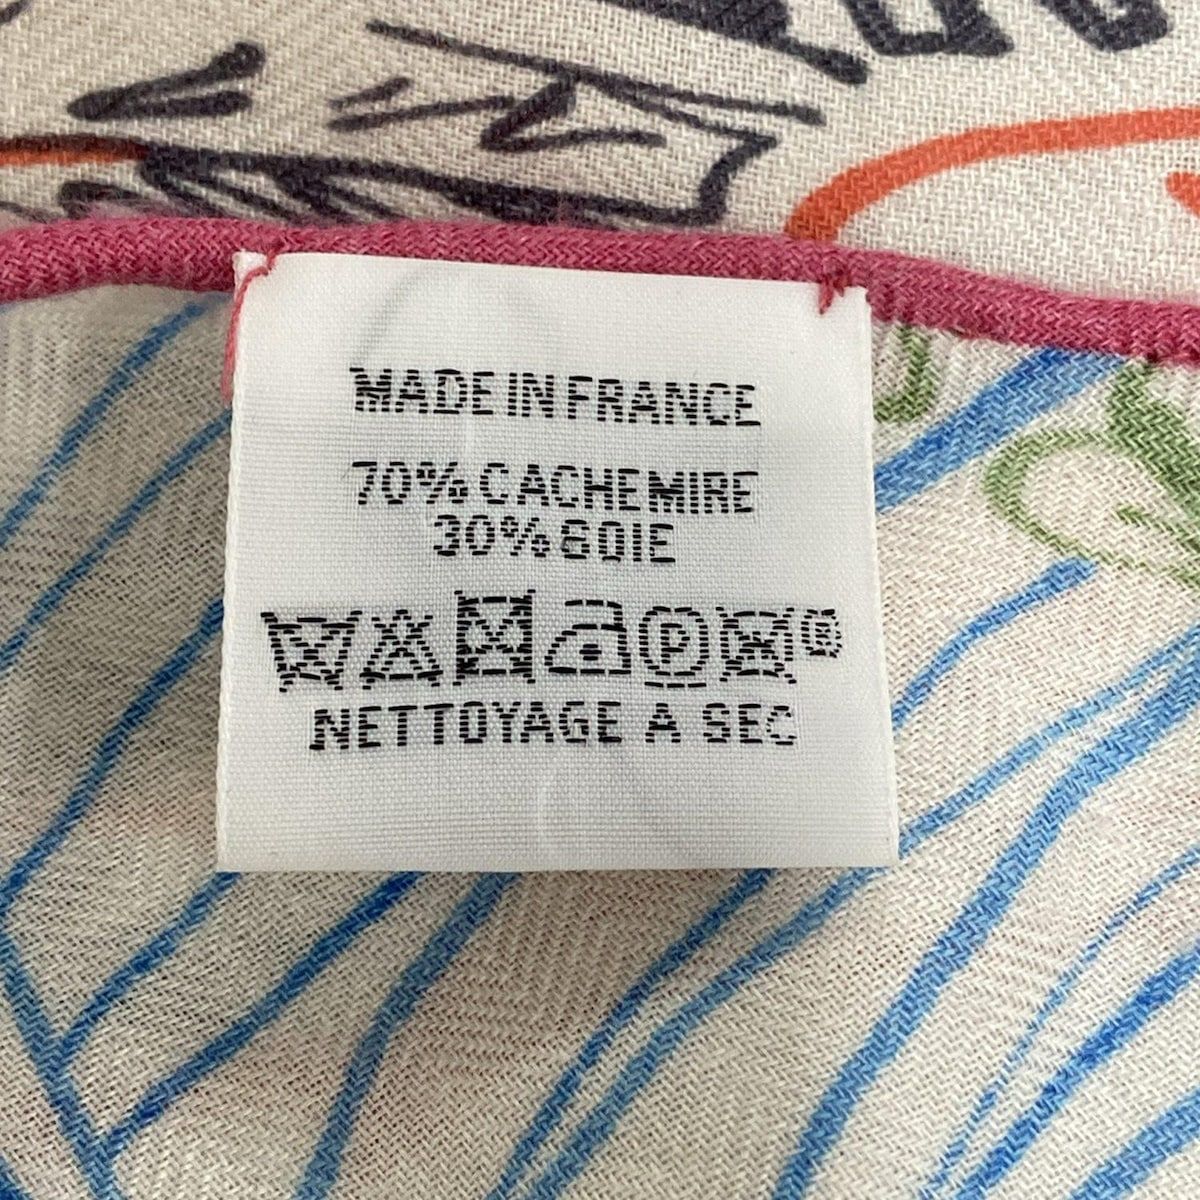 MADE IN FRANCE
70% CACHEMIRE
30% SOIE
P ®
NETTOYAGE A SEC